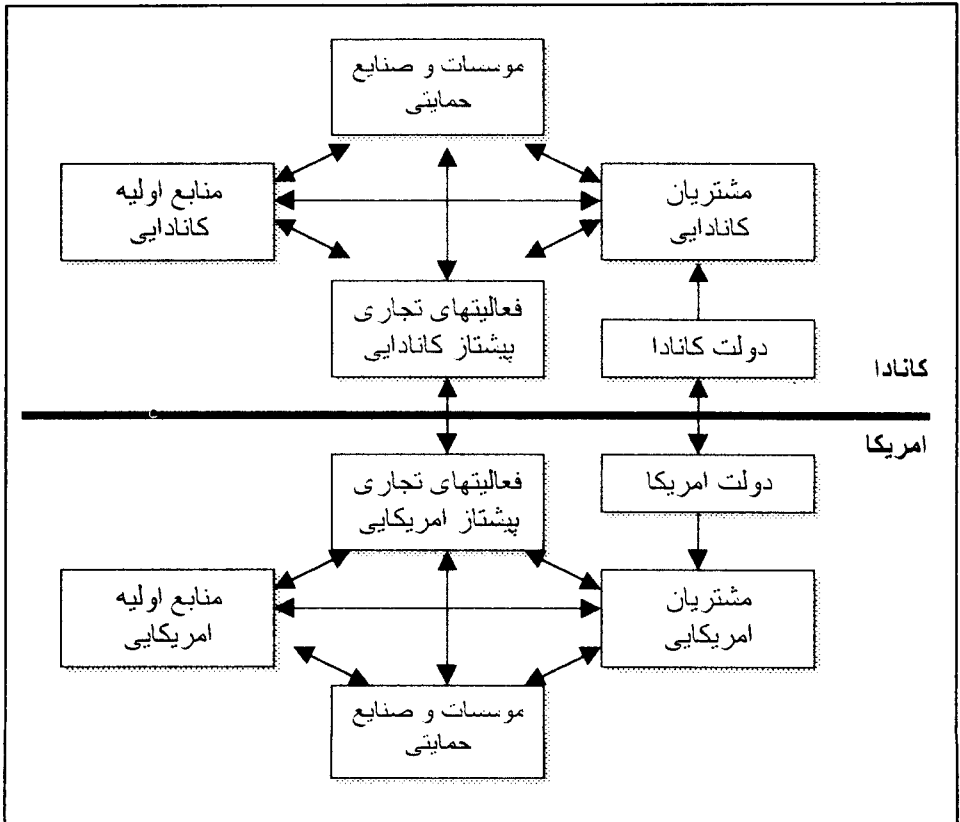 موسسات و صنایع
حمایتی
منابع اولیه
کانادایی
مشتریان
کانادایی
فعالیتهای تجاری
پیشتاز کانادایی
دولت کانادا
کانادا
امریکا
فعالیتهای تجاری
پیشتاز امریکایی
دولت امریکا
منابع اولیه
امریکایی
مشتریان
امریکایی
موسسات و صنایع
حمایتی